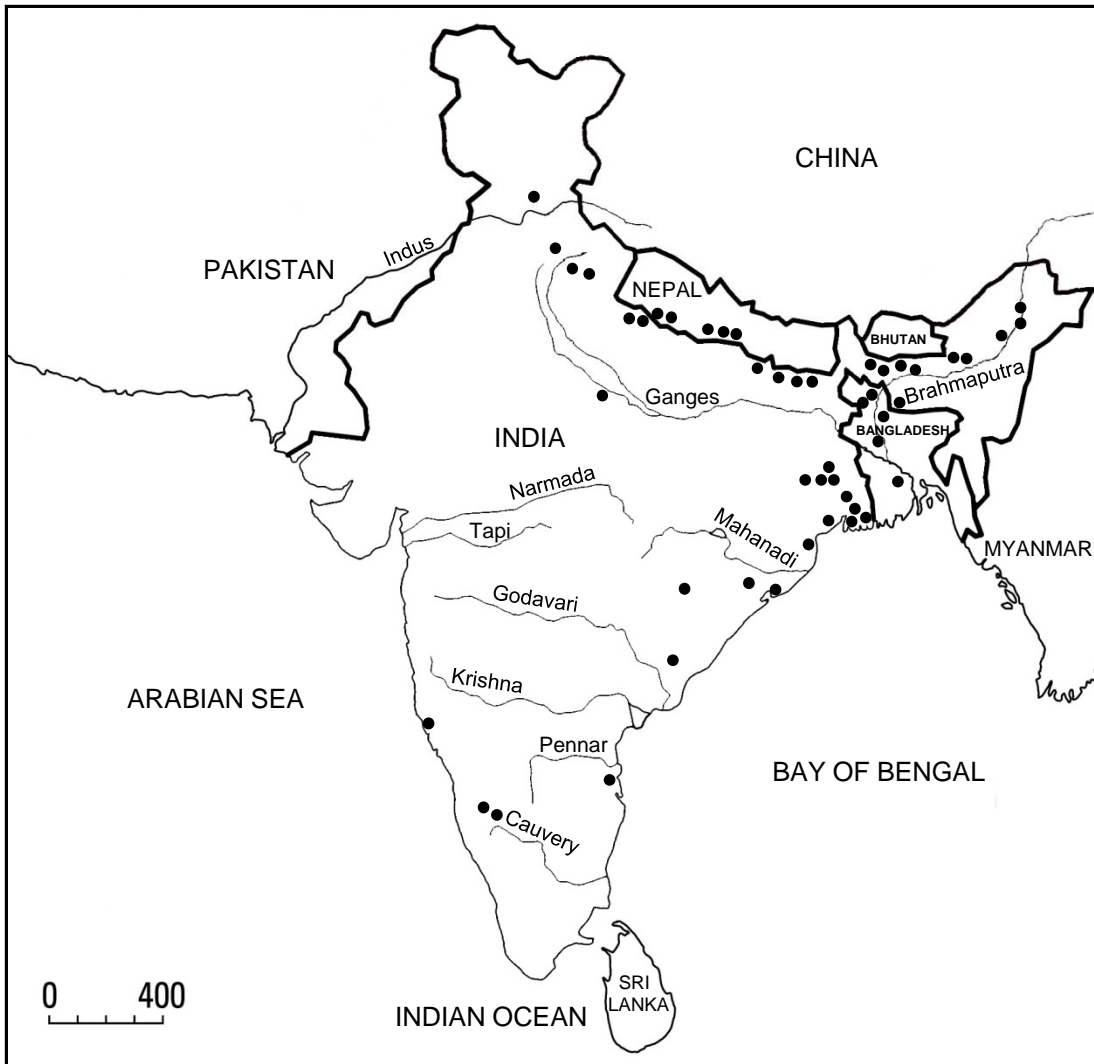 CHINA
Indus
PAKISTAN
NEPAL
BHUTAN
Brahmaputra
Ganges
BANGLADESH
INDIA
Narmada
Tapi
Mahanadi
MYANMAR
Godavari
Krishna
ARABIAN SEA
Pennar
BAY OF BENGAL
Cauvery
SRI
LANKA
0 400
INDIAN OCEAN